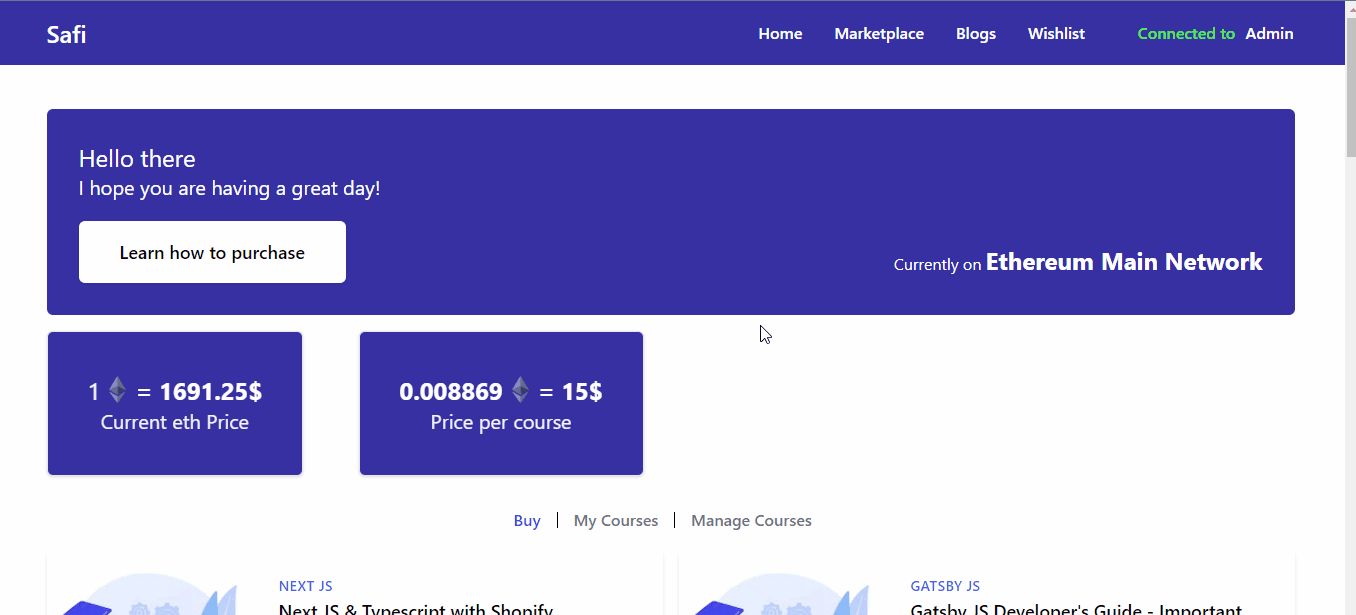 Safi
Home Marketplace Blogs Wishlist Connected to Admin
Hello there
I hope you are having a great day!
Learn how to purchase
Currently on Ethereum Main Network
1 = 1691.25$
Current eth Price
0.008869 = 15$
Price per course
Buy | My Courses | Manage Courses
NEXT JS
Next JS & Typescript with Shopify
GATSBY JS
Gatsby JS Developer's Guide - Important